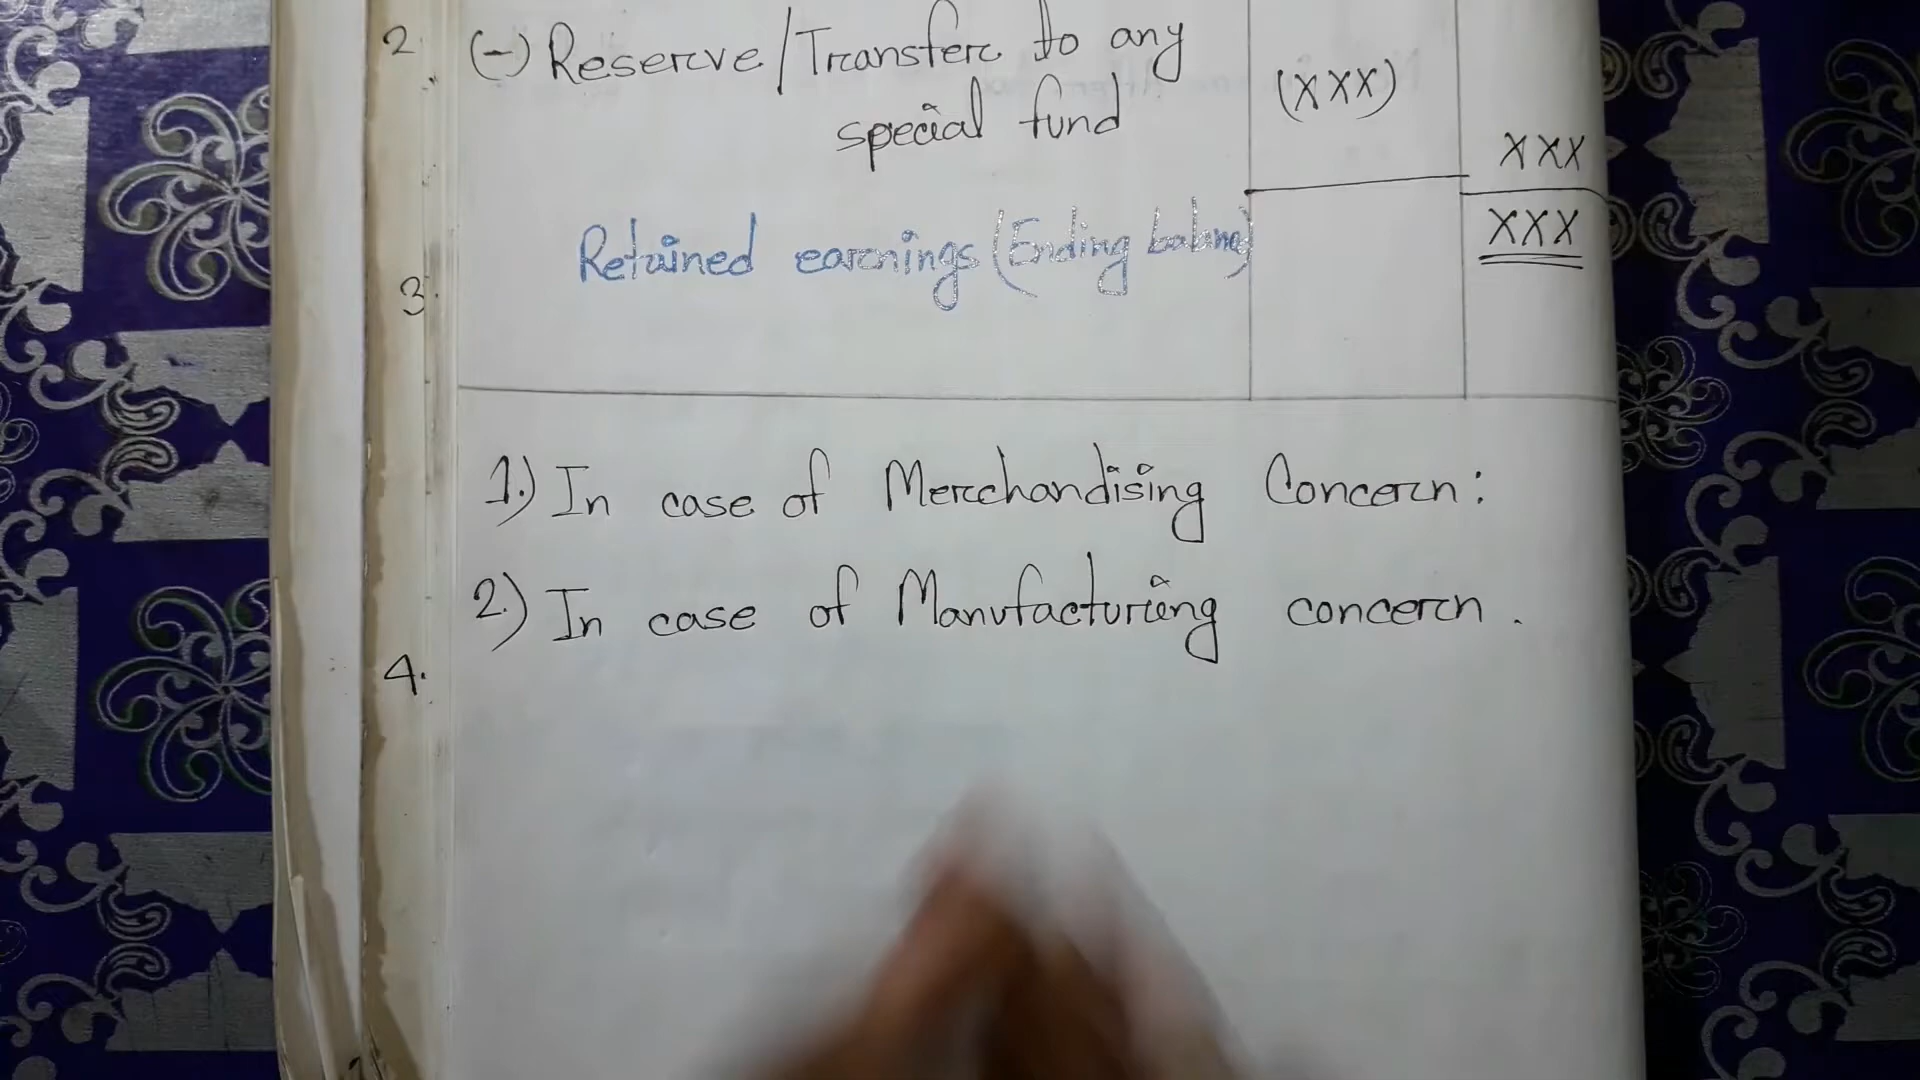 2. (-) Reserve/Transfer to any
special fund
(XXX)
XXX
Retained earnings (Ending balance)
XXX
3.
1.) In case of Merchandising Concern:
2.) In case of Manufacturing concern.
4.